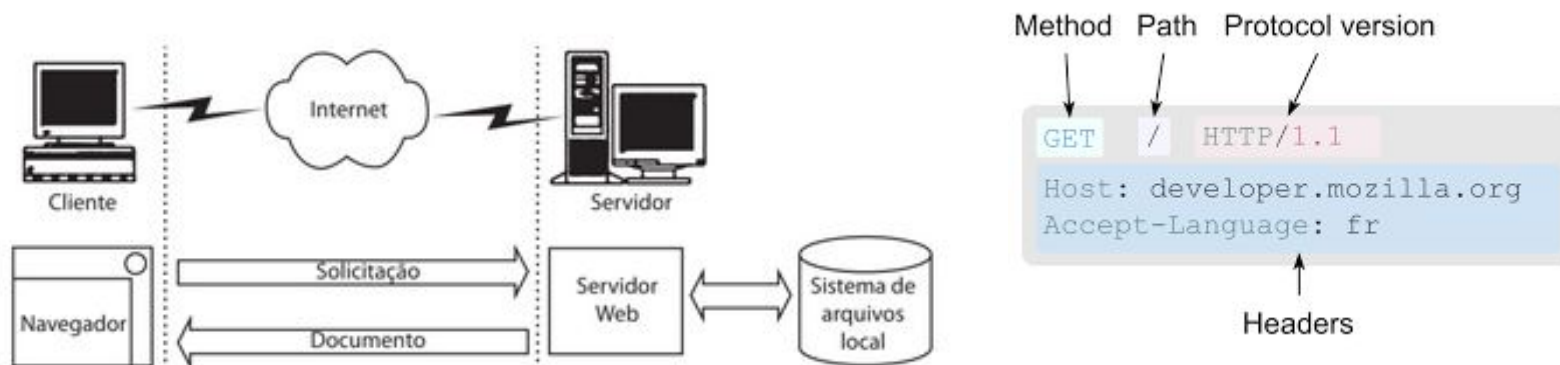 Internet
Cliente
Servidor
Solicitação
Navegador
Documento
Servidor
Web
Sistema de
arquivos
local
Method Path Protocol version
GET / HTTP/1.1
Host: developer.mozilla.org
Accept-Language: fr
Headers